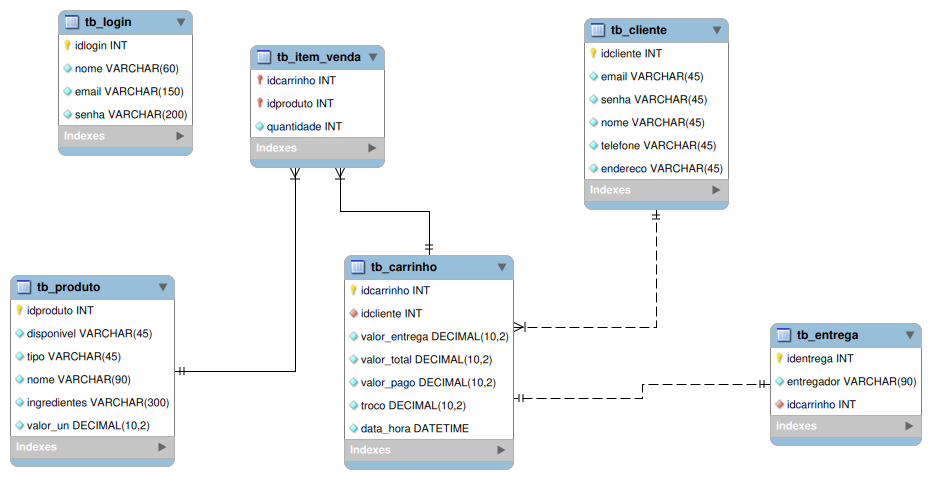 tb_login
idlogin INT
nome VARCHAR(60)
email VARCHAR(150)
senha VARCHAR(200)
Indexes
tb_item_venda
idcarrinho INT
idproduto INT
quantidade INT
Indexes
tb_cliente
idcliente INT
email VARCHAR(45)
senha VARCHAR(45)
nome VARCHAR(45)
telefone VARCHAR(45)
endereco VARCHAR(45)
Indexes
tb_produto
idproduto INT
disponivel VARCHAR(45)
tipo VARCHAR(45)
nome VARCHAR(90)
ingredientes VARCHAR(300)
valor_un DECIMAL(10,2)
Indexes
tb_carrinho
idcarrinho INT
idcliente INT
valor_entrega DECIMAL(10,2)
valor_total DECIMAL(10,2)
valor_pago DECIMAL(10,2)
troco DECIMAL(10,2)
data_hora DATETIME
Indexes
tb_entrega
identrega INT
entregador VARCHAR(90)
idcarrinho INT
Indexes